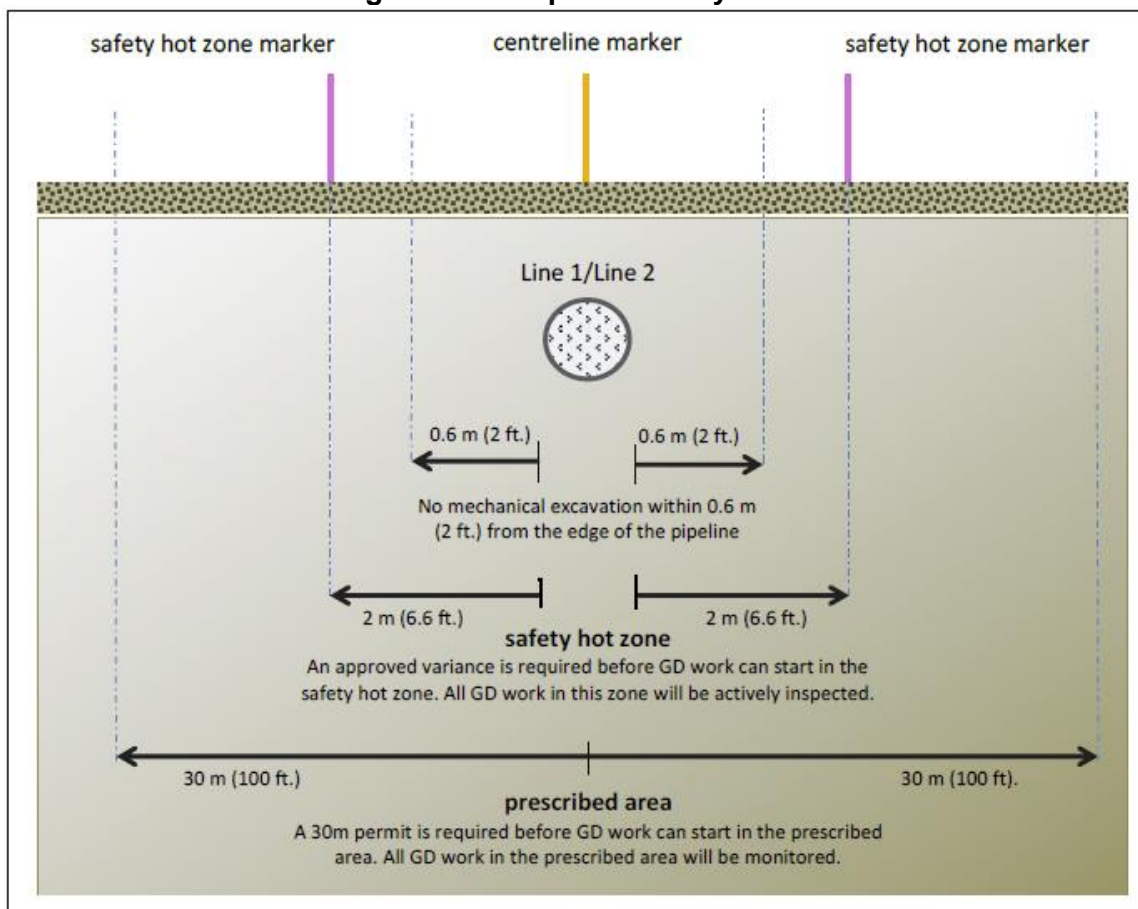 safety hot zone marker centreline marker safety hot zone marker
Line 1/Line 2
0.6 m (2 ft.) 0.6 m (2 ft.)
No mechanical excavation within 0.6 m
(2 ft.) from the edge of the pipeline
2 m (6.6 ft.) 2 m (6.6 ft.)
safety hot zone
An approved variance is required before GD work can start in the
safety hot zone. All GD work in this zone will be actively inspected.
30 m (100 ft.) 30 m (100 ft).
prescribed area
A 30m permit is required before GD work can start in the prescribed
area. All GD work in the prescribed area will be monitored.